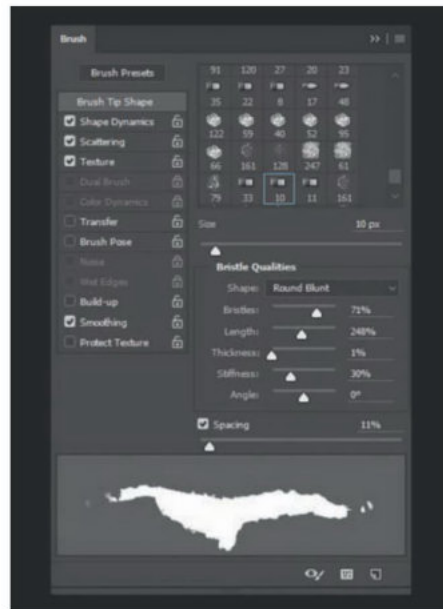 Brush
Brush Presets
Brush Tip Shape
Shape Dynamics
Scattering
Texture
Dual Brush
Color Dynamics
Transfer
Brush Pose
Noise
Wet Edges
Build-up
Smoothing
Protect Texture
91 120 27 20 23
35 22 8 17 48
122 59 40 52 95
66 161 128 247 61
79 33 10 11 161
Size 10 px
Bristle Qualities
Shape: Round Blunt
Bristles: 71%
Length: 248%
Thickness: 1%
Stiffness: 30%
Angle: 0°
Spacing 11%